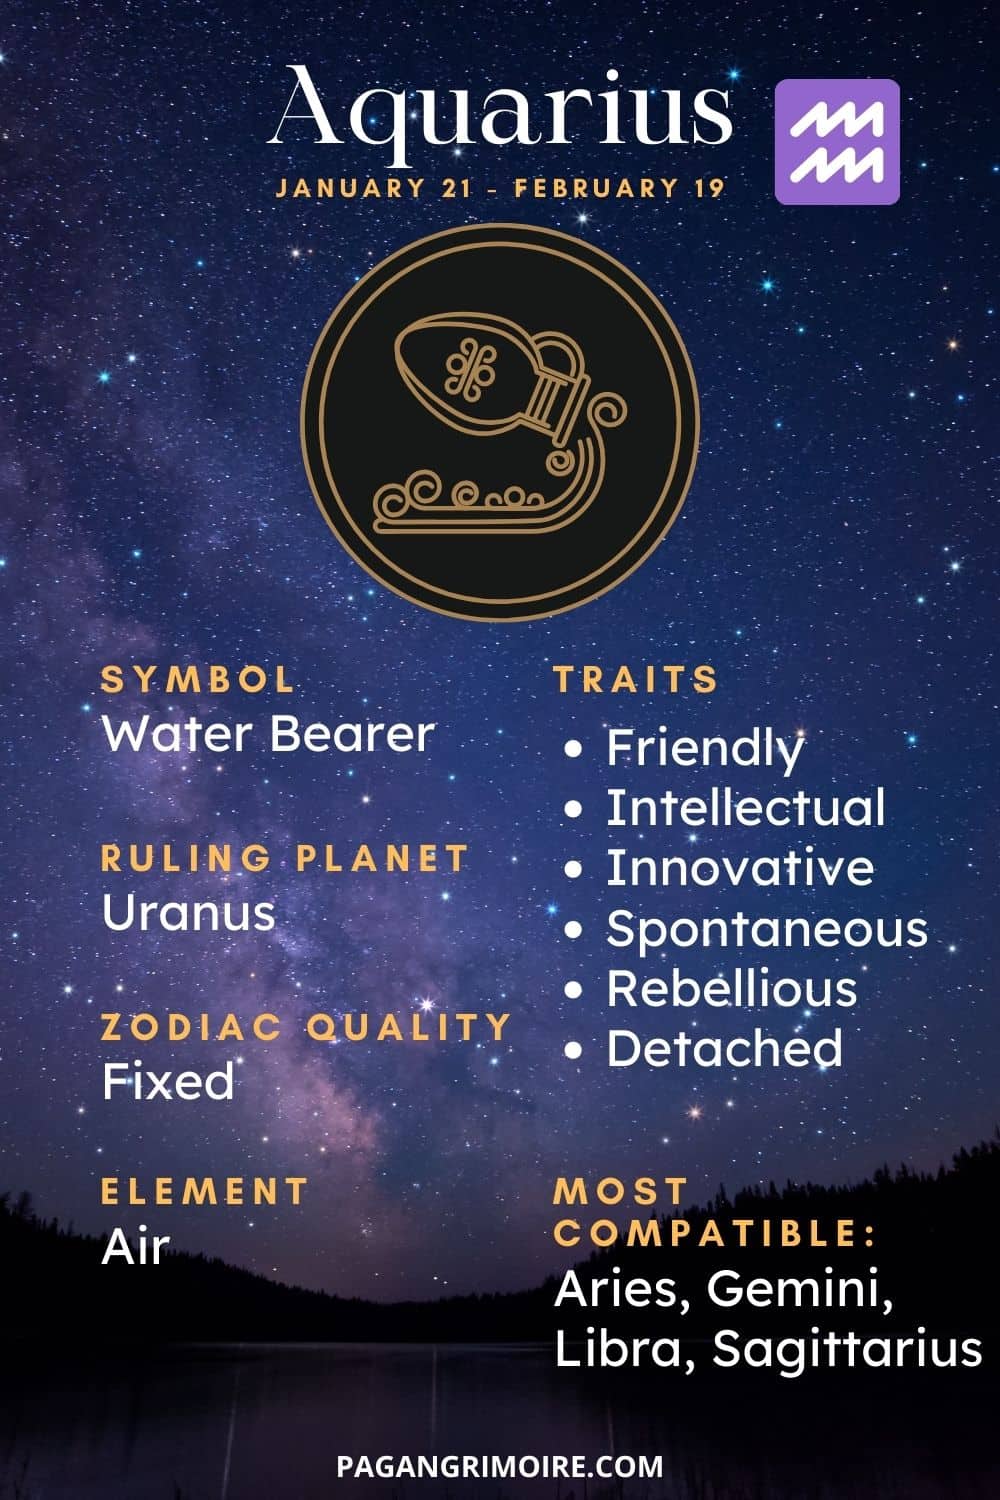 Aquarius
JANUARY 21 - FEBRUARY 19
SYMBOL
Water Bearer
RULING PLANET
Uranus
ZODIAC QUALITY
Fixed
ELEMENT
Air
TRAITS
• Friendly
• Intellectual
• Innovative
• Spontaneous
• Rebellious
• Detached
MOST
COMPATIBLE:
Aries, Gemini,
Libra, Sagittarius
PAGANGRIMOIRE.COM